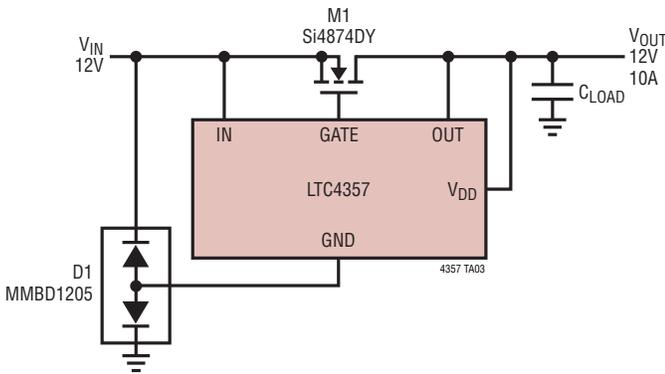 M1
Si4874DY
VIN
12V
VOUT
12V
10A
CLOAD
IN
GATE
OUT
LTC4357
VDD
GND
4357 TA03
D1
MMBD1205